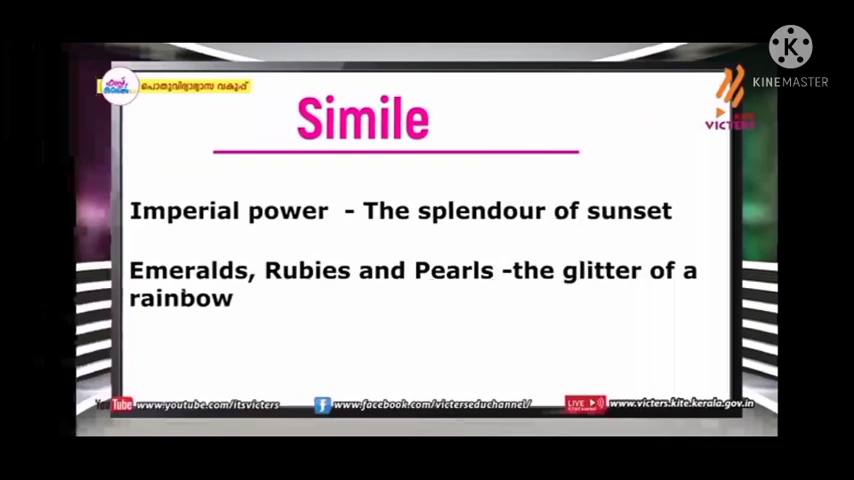 KINEMASTER
പൊതുവിദ്യാഭ്യാസ വകുപ്പ്
VICTERS
Simile
Imperial power - The splendour of sunset
Emeralds, Rubies and Pearls -the glitter of a
rainbow
YouTube www.youtube.com/itsvicters
www.facebook.com/victerseduchannel/
LIVE
www.victers.kite.kerala.gov.in